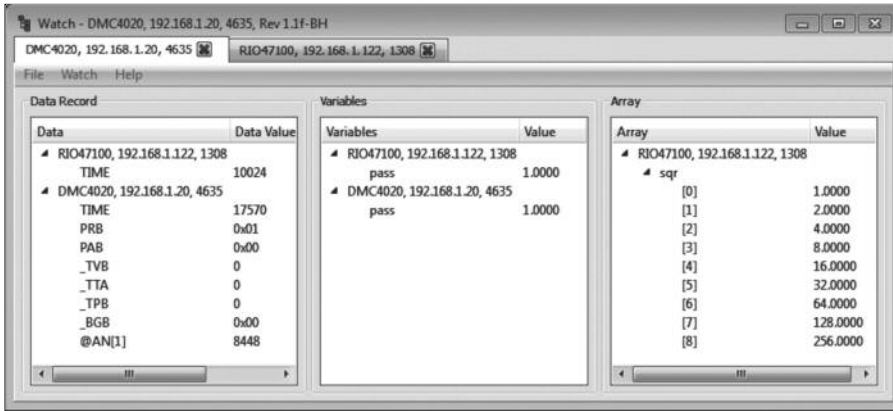 Watch - DMC4020, 192.168.1.20, 4635, Rev 1.1f-BH
DMC4020, 192.168.1.20, 4635
RIO47100, 192.168.1.122, 1308
File Watch Help
Data Record
Data Data Value
RIO47100, 192.168.1.122, 1308
TIME 10024
DMC4020, 192.168.1.20, 4635
TIME 17570
PRB 0x01
PAB 0x00
_TVB 0
_TTA 0
_TPB 0
_BGB 0x00
@AN[1] 8448
Variables
Variables Value
RIO47100, 192.168.1.122, 1308
pass 1.0000
DMC4020, 192.168.1.20, 4635
pass 1.0000
Array
Array Value
RIO47100, 192.168.1.122, 1308
sqr
[0] 1.0000
[1] 2.0000
[2] 4.0000
[3] 8.0000
[4] 16.0000
[5] 32.0000
[6] 64.0000
[7] 128.0000
[8] 256.0000